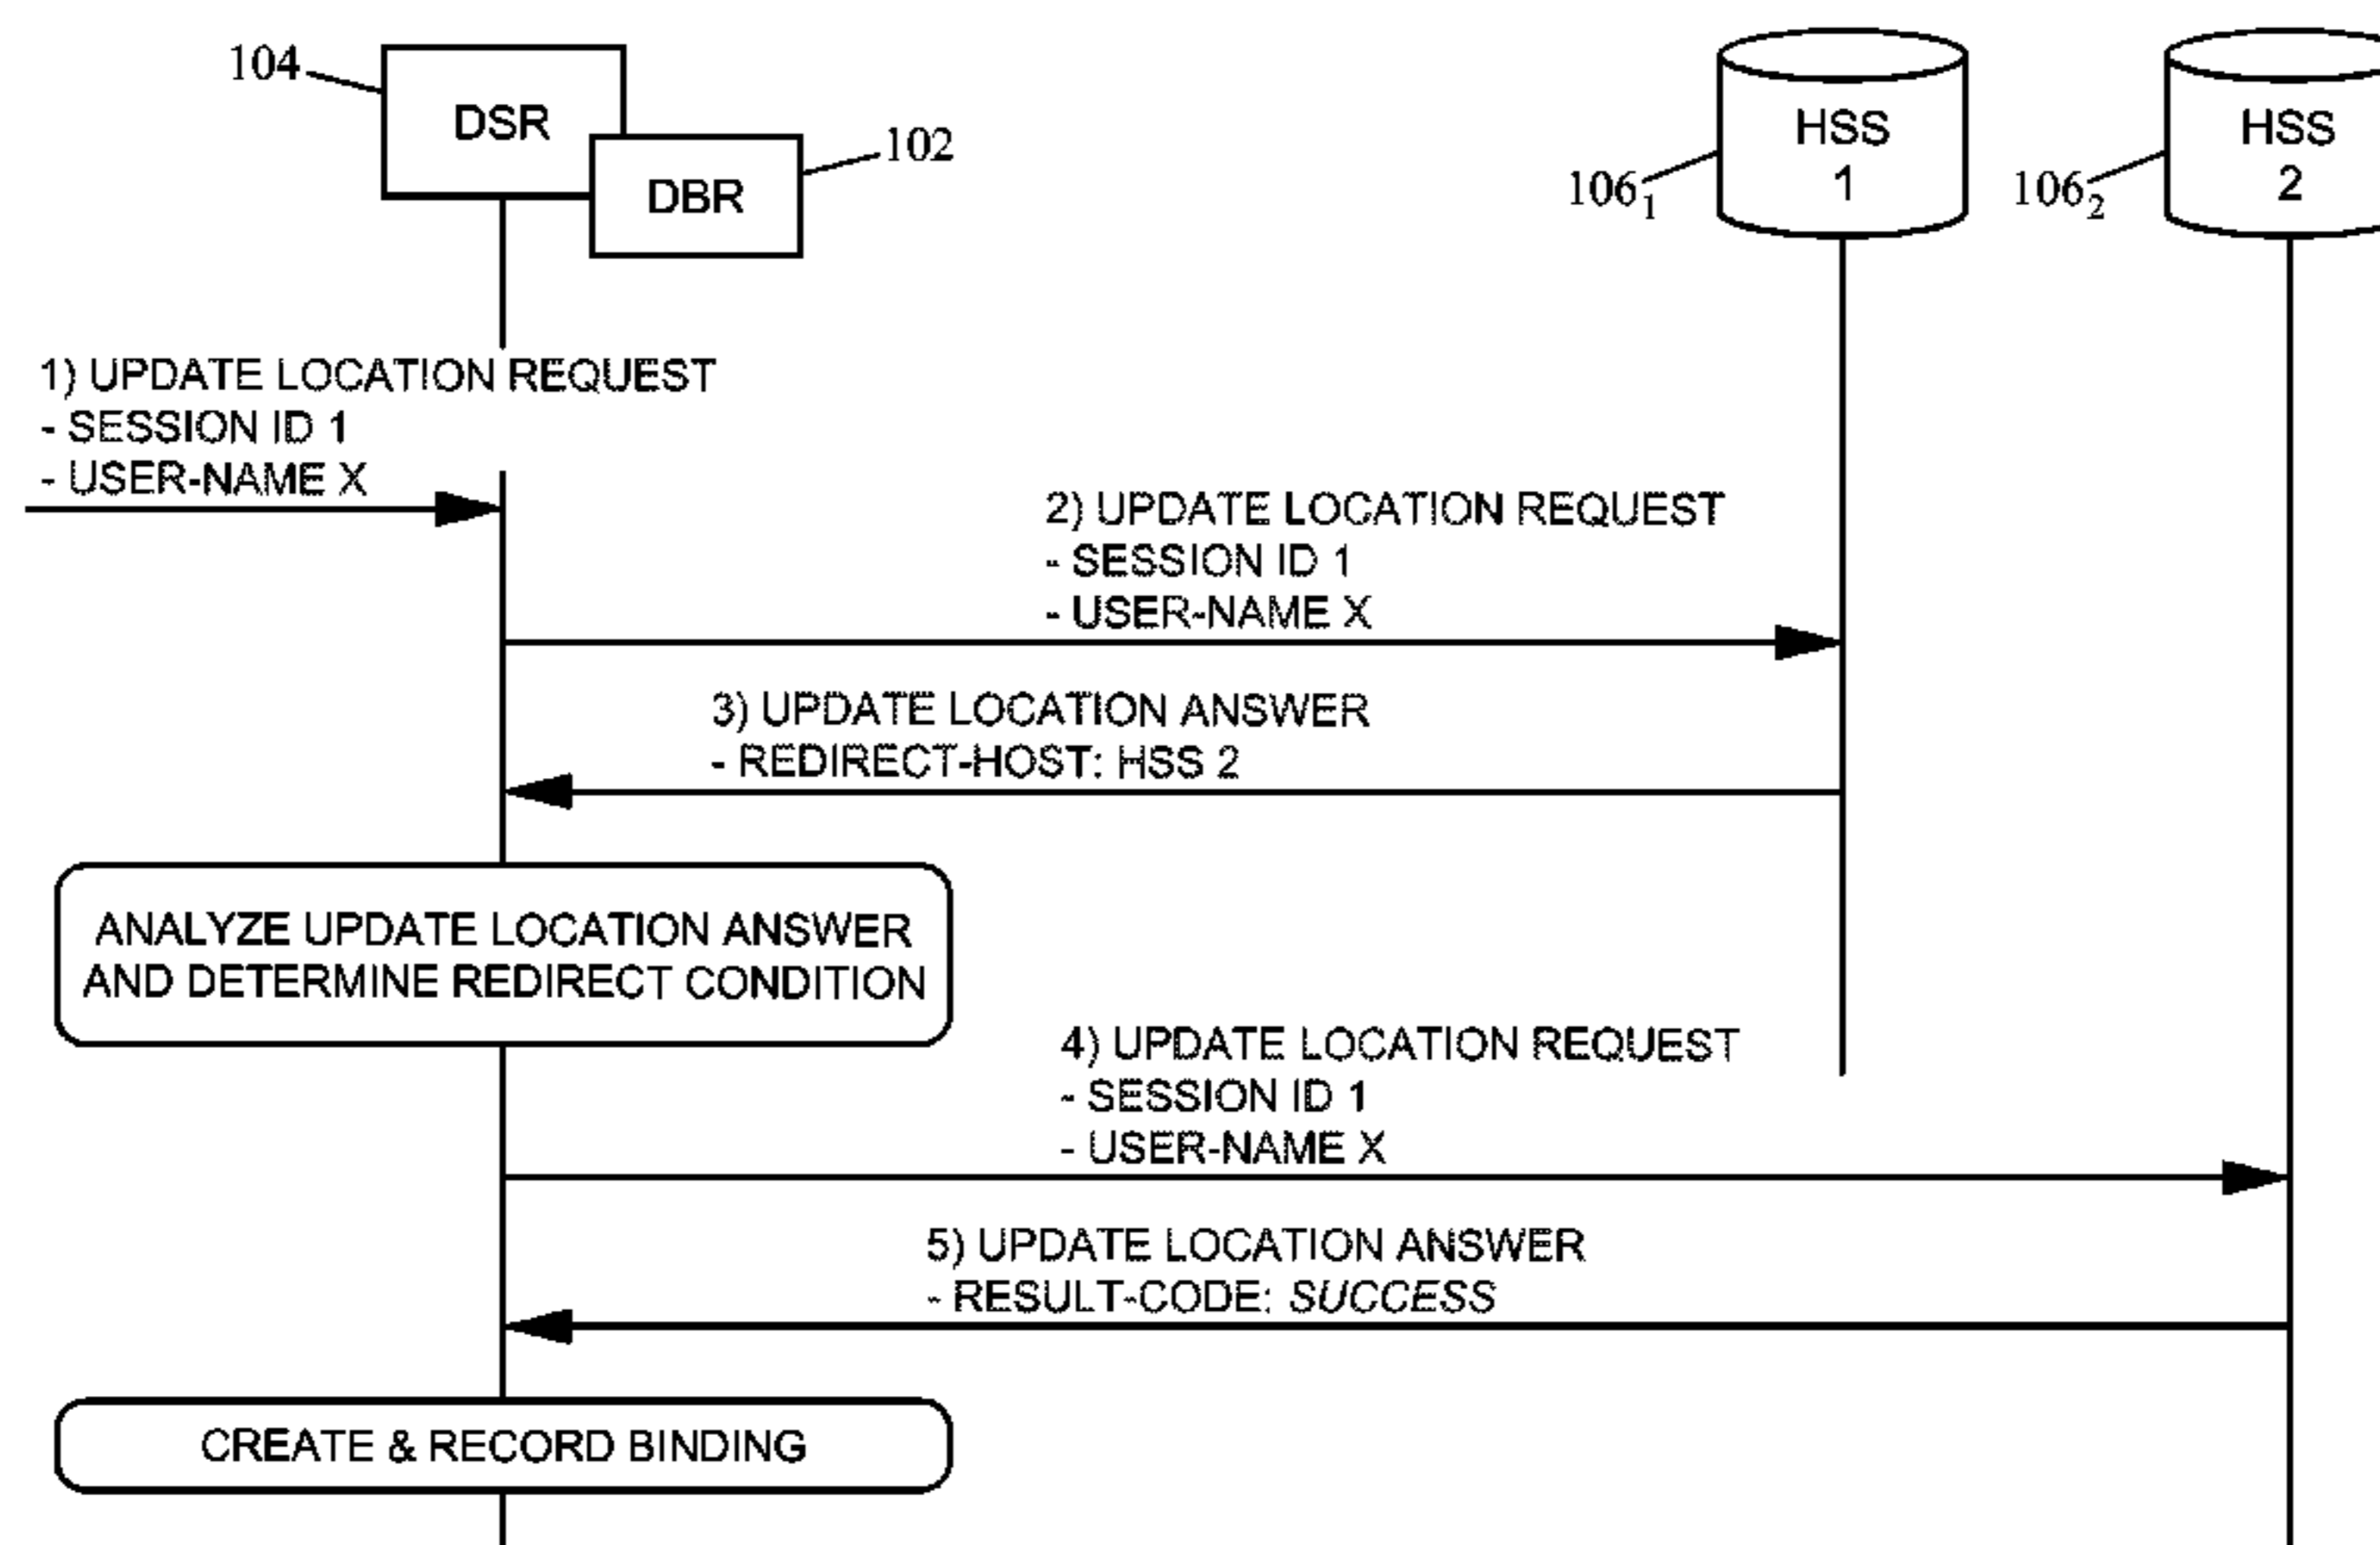 104
DSR
102
DBR
HSS
1
106₁
HSS
2
106₂
1) UPDATE LOCATION REQUEST
- SESSION ID 1
- USER-NAME X
2) UPDATE LOCATION REQUEST
- SESSION ID 1
- USER-NAME X
3) UPDATE LOCATION ANSWER
- REDIRECT-HOST: HSS 2
ANALYZE UPDATE LOCATION ANSWER
AND DETERMINE REDIRECT CONDITION
4) UPDATE LOCATION REQUEST
- SESSION ID 1
- USER-NAME X
5) UPDATE LOCATION ANSWER
- RESULT-CODE: SUCCESS
CREATE & RECORD BINDING